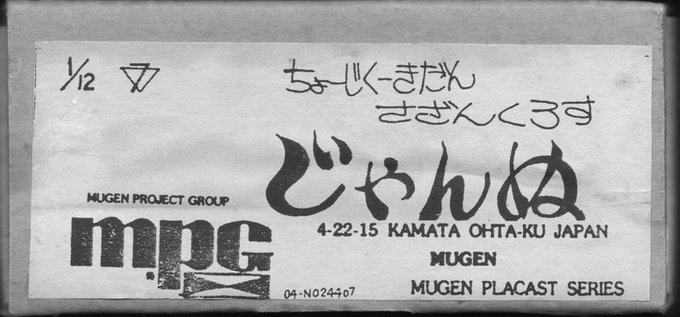 1/12
ちょーじくーきだん
さざんくろす
じゃんぬ
4-22-15 KAMATA OHTA-KU JAPAN
MUGEN PROJECT GROUP
mpG
MUGEN
04-N024407
MUGEN PLACAST SERIES